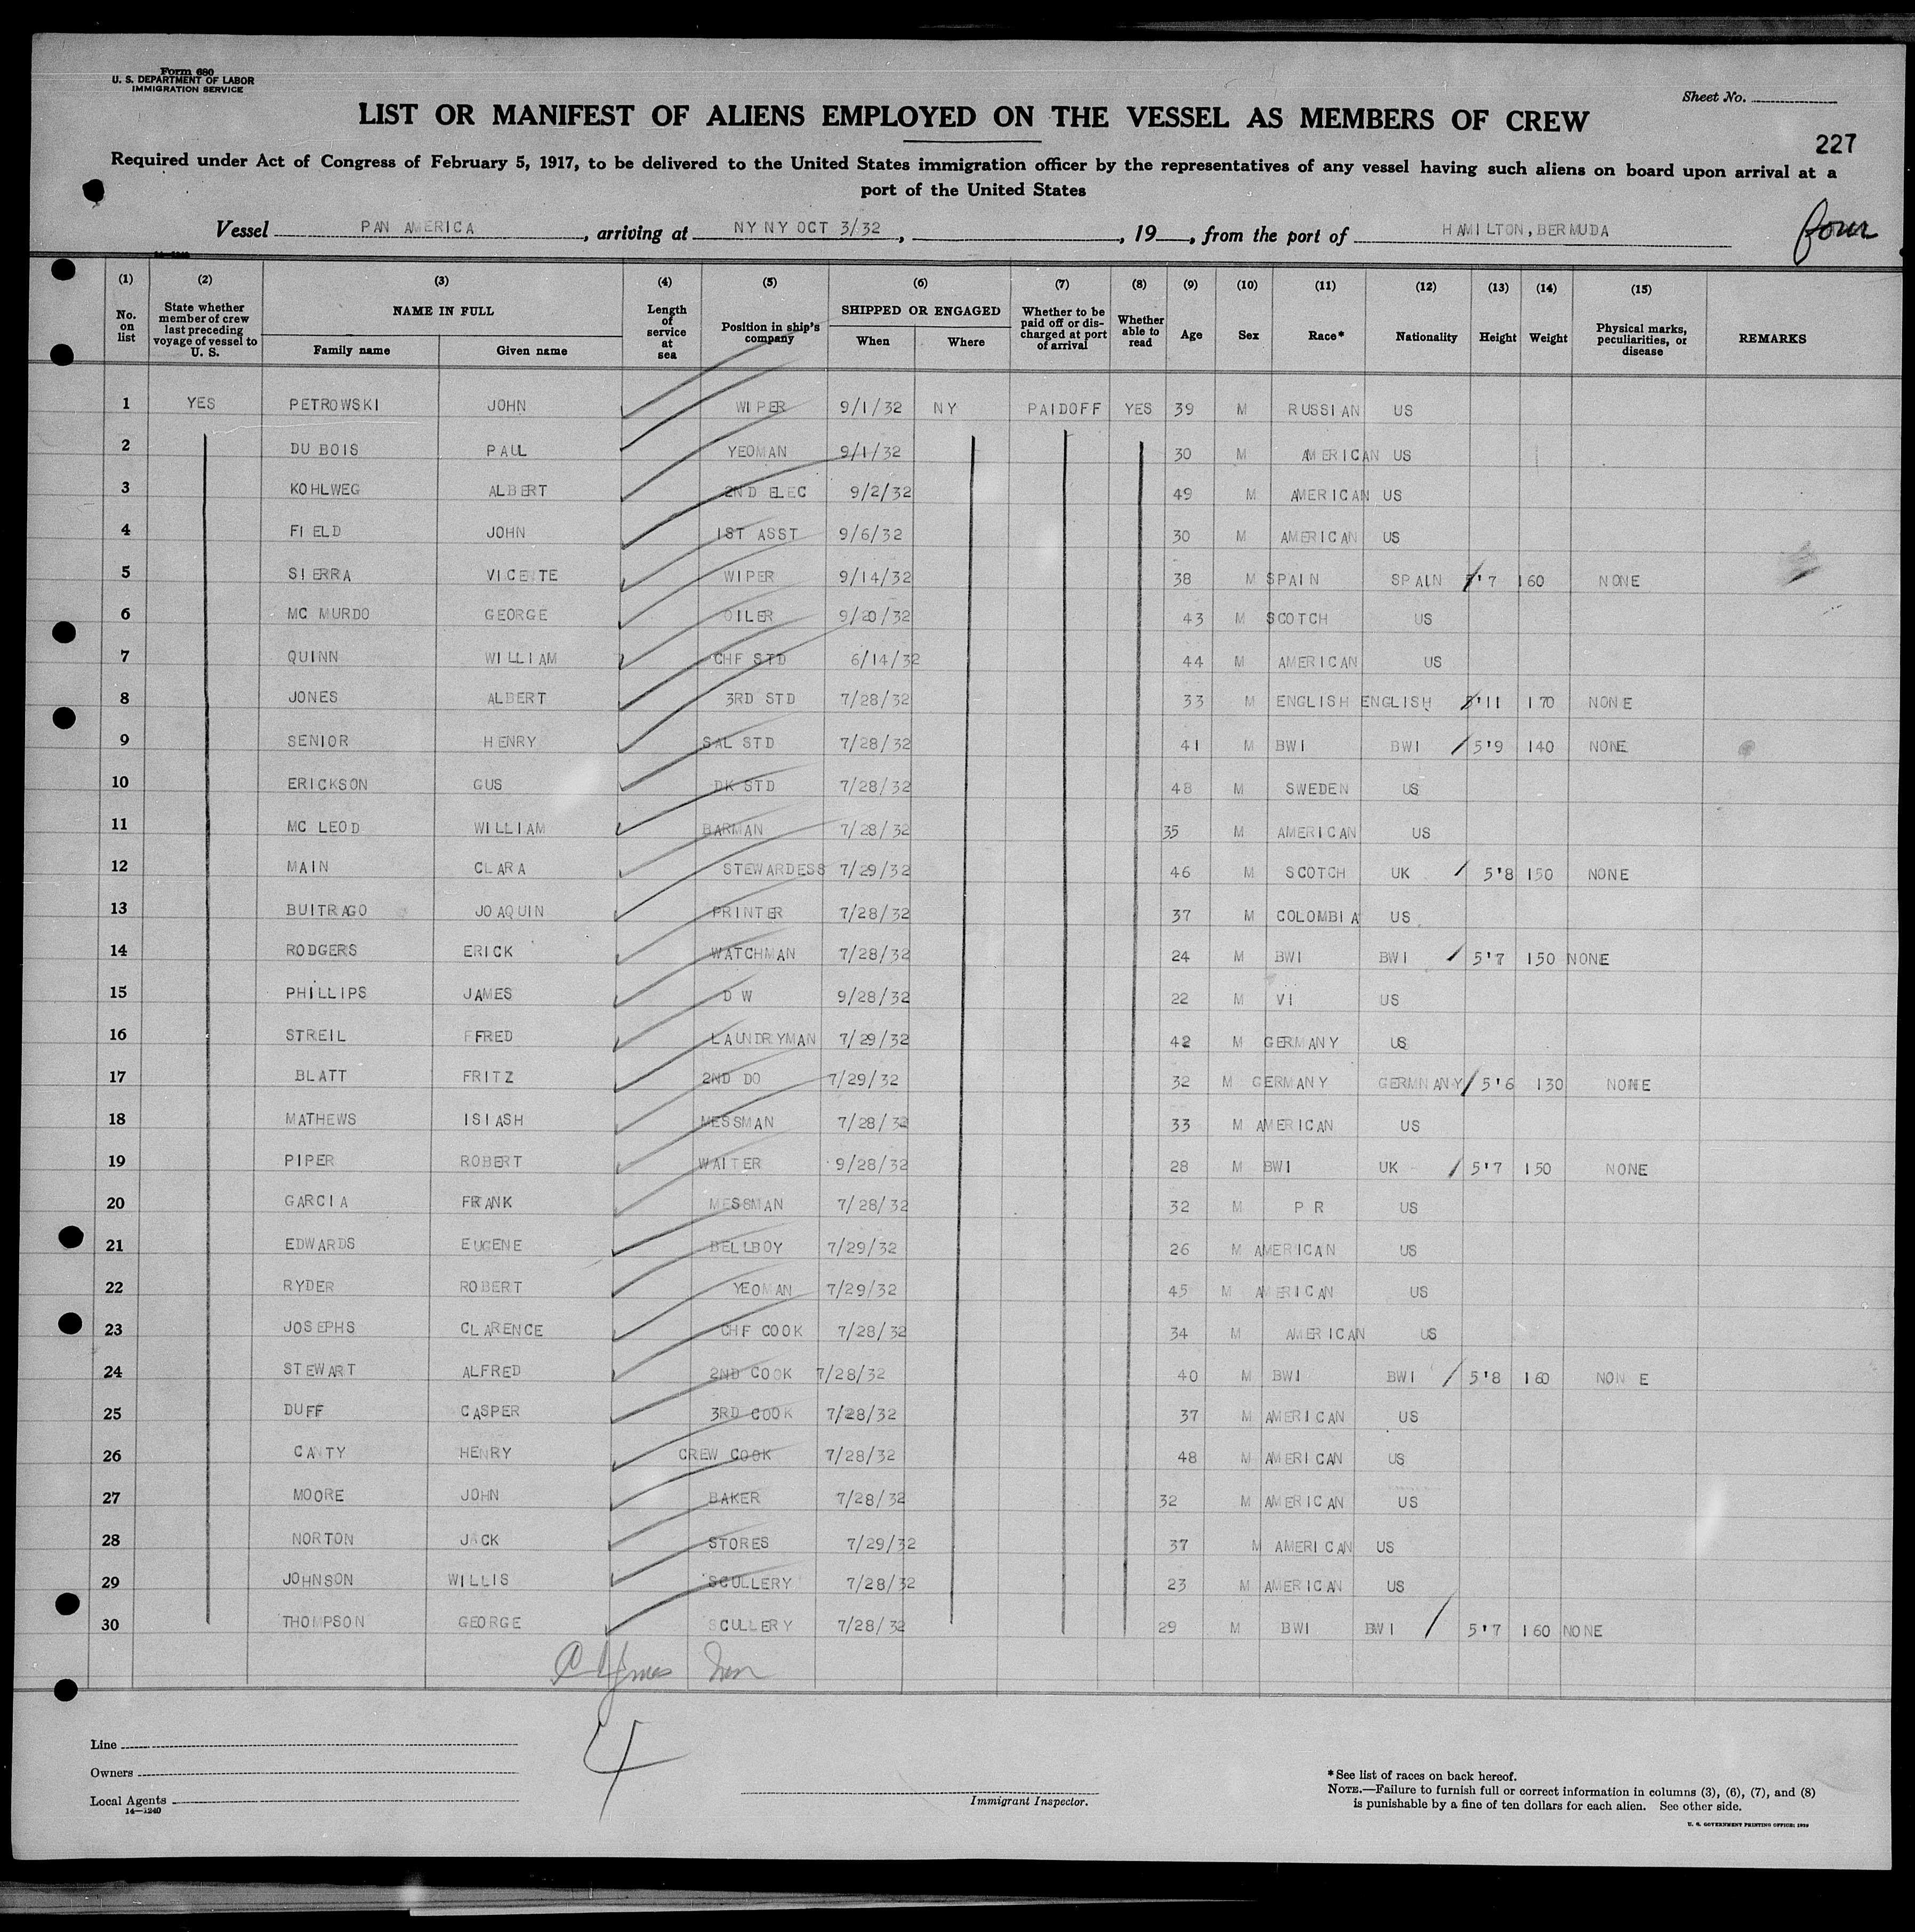 Form 680
U. S. DEPARTMENT OF LABOR
IMMIGRATION SERVICE
Sheet No.
LIST OR MANIFEST OF ALIENS EMPLOYED ON THE VESSEL AS MEMBERS OF CREW
227
Required under Act of Congress of February 5, 1917, to be delivered to the United States immigration officer by the representatives of any vessel having such aliens on board upon arrival at a
port of the United States
Vessel PAN AMERICA, arriving at NY NY OCT 3/32, , 19 , from the port of HAMILTON, BERMUDA four
14-1240
(1) (2) (3) (4) (5) (6) (7) (8) (9) (10) (11) (12) (13) (14) (15)
No. on list State whether member of crew last preceding voyage of vessel to U. S. NAME IN FULL Family name Given name Length of service at sea Position in ship's company SHIPPED OR ENGAGED When Where Whether to be paid off or discharged at port of arrival Whether able to read Age Sex Race* Nationality Height Weight Physical marks, peculiarities, or disease REMARKS
1 YES PETROWSKI JOHN WIPER 9/1/32 NY PAIDOFF YES 39 M RUSSIAN US
2 DU BOIS PAUL YEOMAN 9/1/32 30 M AMERICAN US
3 KOHLWEG ALBERT 2ND ELEC 9/2/32 49 M AMERICAN US
4 FIELD JOHN 1ST ASST 9/6/32 30 M AMERICAN US
5 SIERRA VICENTE WIPER 9/14/32 38 M SPAIN SPAIN 5'7 160 NONE
6 MC MURDO GEORGE OILER 9/20/32 43 M SCOTCH US
7 QUINN WILLIAM CHF STD 6/14/32 44 M AMERICAN US
8 JONES ALBERT 3RD STD 7/28/32 33 M ENGLISH ENGLISH 5'11 170 NONE
9 SENIOR HENRY SAL STD 7/28/32 41 M BWI BWI 5'9 140 NONE
10 ERICKSON GUS DK STD 7/28/32 48 M SWEDEN US
11 MC LEOD WILLIAM BARMAN 7/28/32 35 M AMERICAN US
12 MAIN CLARA STEWARDESS 7/29/32 46 M SCOTCH UK 5'8 150 NONE
13 BUITRAGO JOAQUIN PRINTER 7/28/32 37 M COLOMBIA US
14 RODGERS ERICK WATCHMAN 7/28/32 24 M BWI BWI 5'7 150 NONE
15 PHILLIPS JAMES D W 9/28/32 22 M VI US
16 STREIL FFRED LAUNDRYMAN 7/29/32 42 M GERMANY US
17 BLATT FRITZ 2ND DO 7/29/32 32 M GERMANY GERMNANY 5'6 130 NONE
18 MATHEWS ISIASH MESSMAN 7/28/32 33 M AMERICAN US
19 PIPER ROBERT WAITER 9/28/32 28 M BWI UK 5'7 150 NONE
20 GARCIA FRANK MESSMAN 7/28/32 32 M P R US
21 EDWARDS EUGENE BELLBOY 7/29/32 26 M AMERICAN US
22 RYDER ROBERT YEOMAN 7/29/32 45 M AMERICAN US
23 JOSEPHS CLARENCE CHF COOK 7/28/32 34 M AMERICAN US
24 STEWART ALFRED 2ND COOK 7/28/32 40 M BWI BWI 5'8 160 NONE
25 DUFF CASPER 3RD COOK 7/28/32 37 M AMERICAN US
26 CANTY HENRY CREW COOK 7/28/32 48 M AMERICAN US
27 MOORE JOHN BAKER 7/28/32 32 M AMERICAN US
28 NORTON JACK STORES 7/29/32 37 M AMERICAN US
29 JOHNSON WILLIS SCULLERY 7/28/32 23 M AMERICAN US
30 THOMPSON GEORGE SCULLERY 7/28/32 29 M BWI BWI 5'7 160 NONE
4
Line
Owners
Local Agents
14-1240
Immigrant Inspector.
*See list of races on back hereof.
NOTE.—Failure to furnish full or correct information in columns (3), (6), (7), and (8)
is punishable by a fine of ten dollars for each alien. See other side.
U. S. GOVERNMENT PRINTING OFFICE: 1929